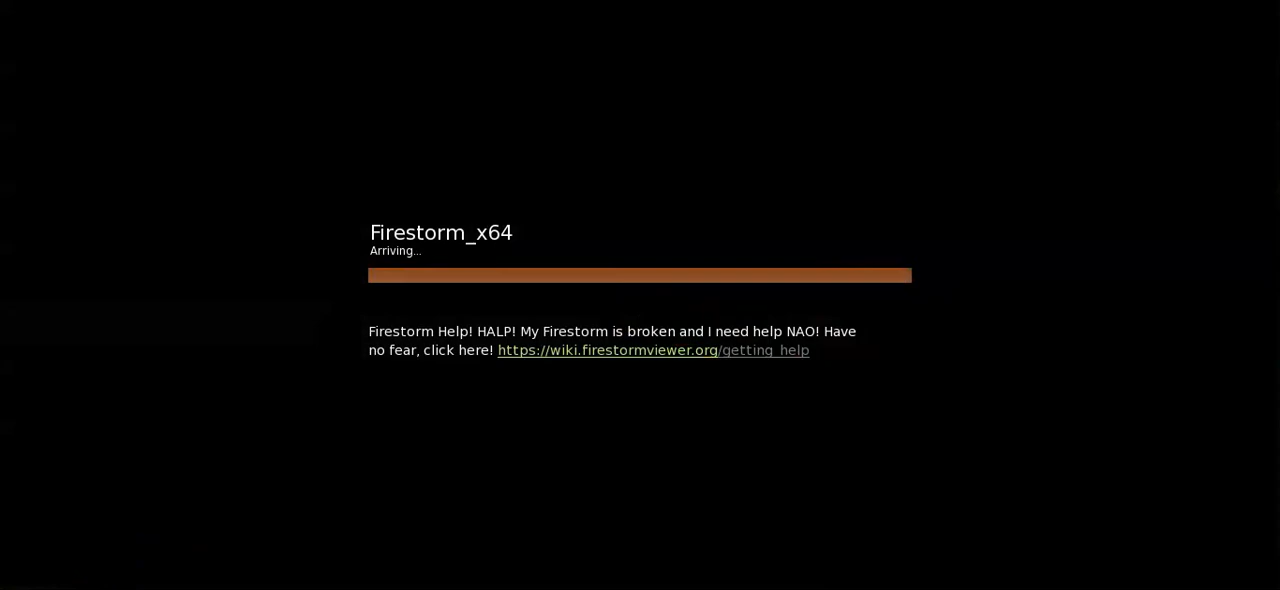 Firestorm_x64
Arriving...
Firestorm Help! HALP! My Firestorm is broken and I need help NAO! Have
no fear, click here! https://wiki.firestormviewer.org/getting_help